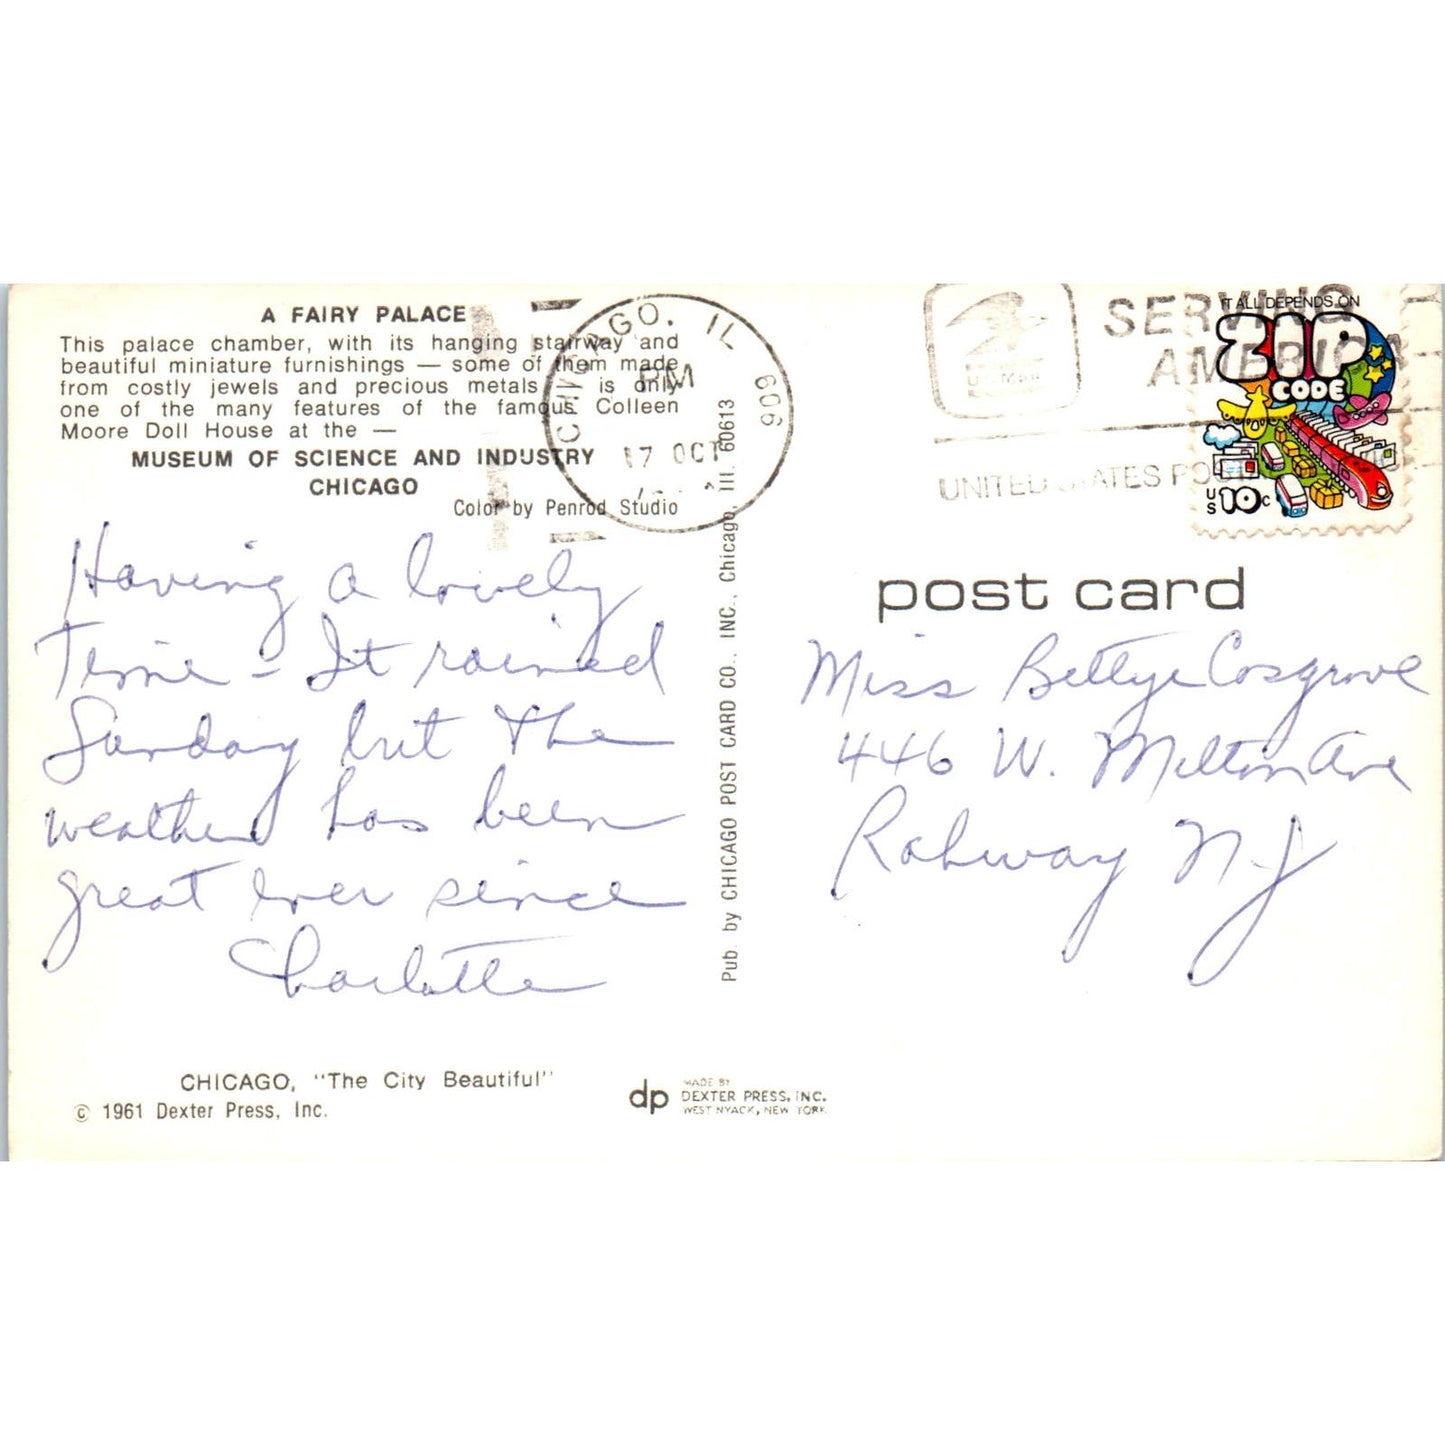 A FAIRY PALACE
This palace chamber, with its hanging stairway and
beautiful miniature furnishings — some of them made
from costly jewels and precious metals — is only
one of the many features of the famous Colleen
Moore Doll House at the —
MUSEUM OF SCIENCE AND INDUSTRY
CHICAGO
Color by Penrod Studio
Having a lovely
Time - It rained
Sunday but the
weather has been
great ever since
Charlotte
CHICAGO, "The City Beautiful"
© 1961 Dexter Press, Inc.
Pub. by CHICAGO POST CARD CO., INC., Chicago, Ill. 60613
dp
MADE BY
DEXTER PRESS, INC.
WEST NYACK, NEW YORK
CHICAGO, IL 606
PM
17 OCT
U.S. MAIL
SERVING
AMERICA
UNITED STATES
IT ALL DEPENDS ON
ZIP
CODE
US 10c
post card
Miss Bettye Cosgrove
446 W. Milton Ave
Rahway NJ